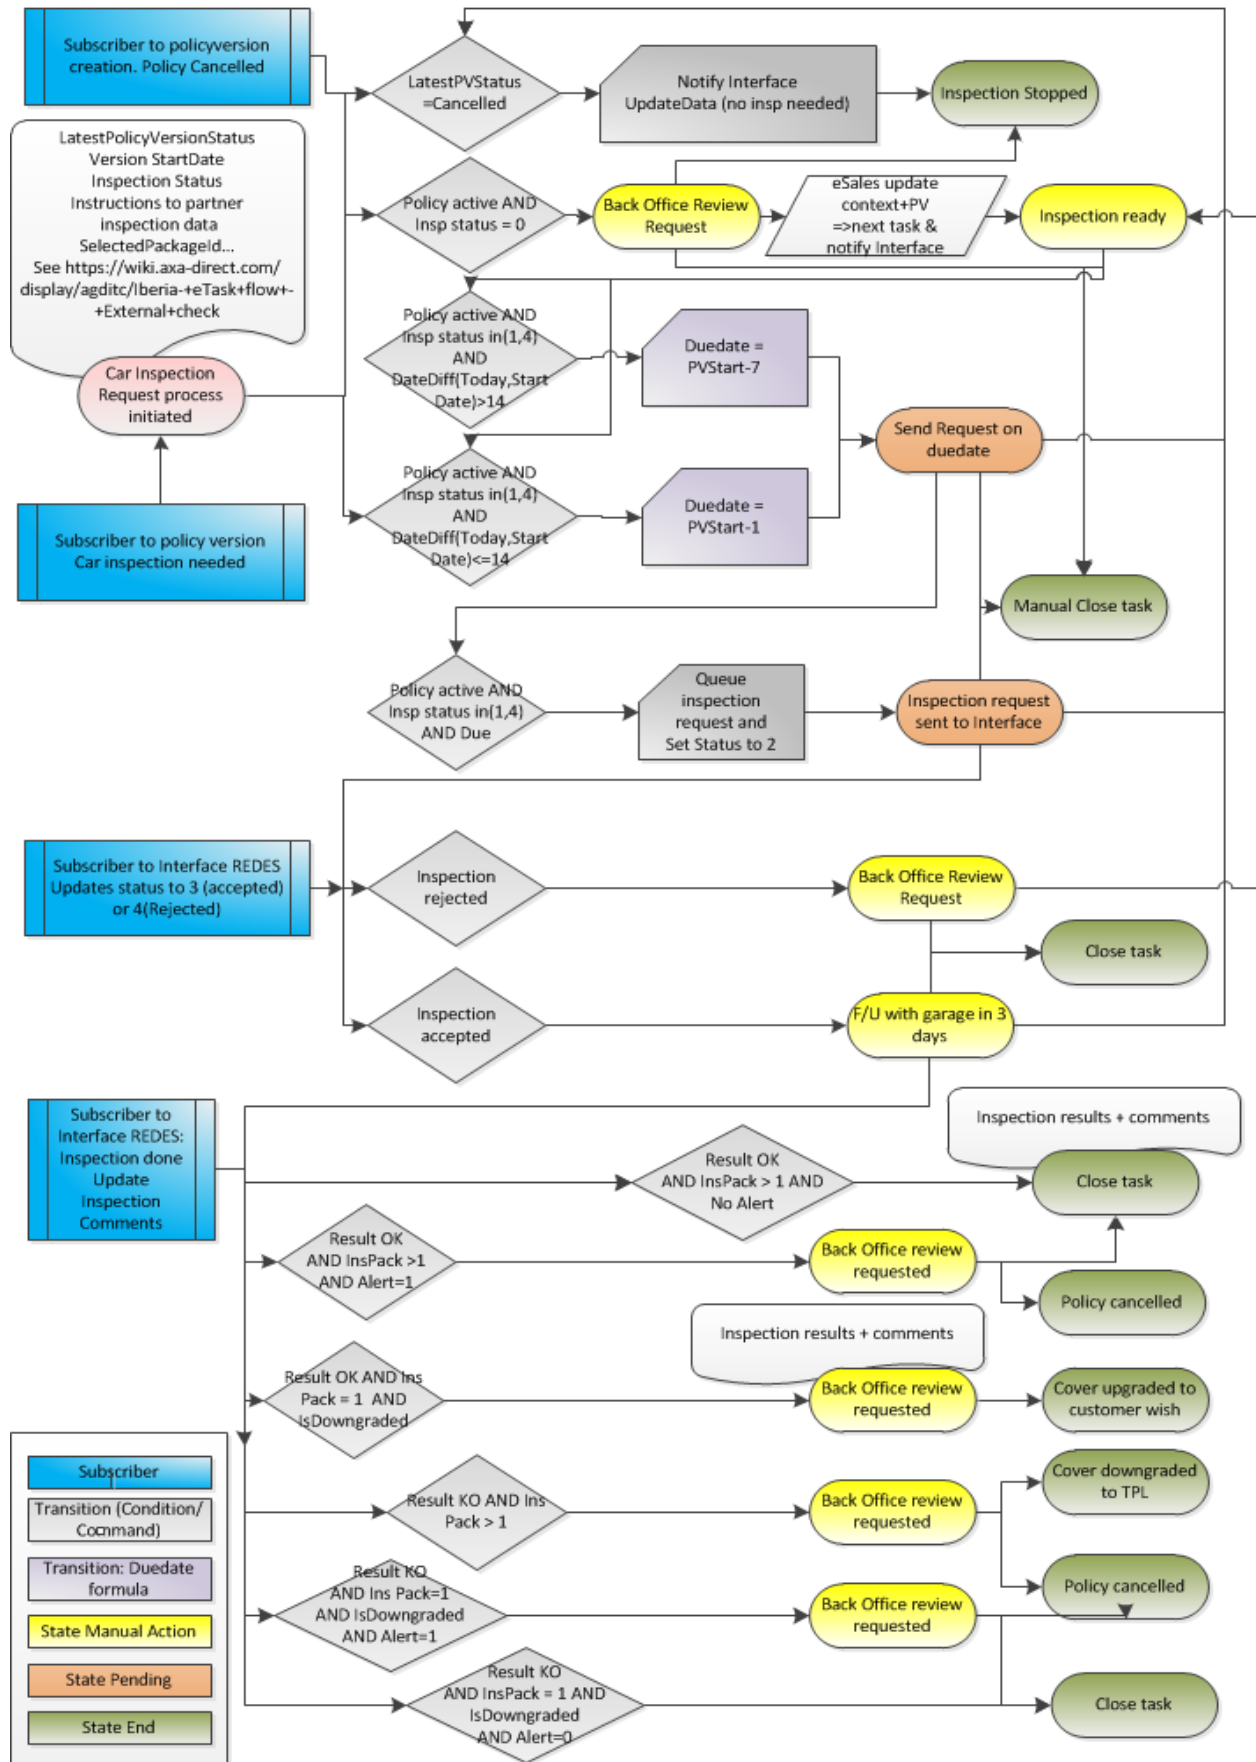 Subscriber to policyversion
creation. Policy Cancelled
LatestPVStatus
=Cancelled
Notify Interface
UpdateData (no insp needed)
Inspection Stopped
LatestPolicyVersionStatus
Version StartDate
Inspection Status
Instructions to partner
inspection data
SelectedPackageId...
See https://wiki.axa-direct.com/
display/agditc/Iberia-+eTask+flow+-
+External+check
Policy active AND
Insp status = 0
Back Office Review
Request
eSales update
context+PV
=>next task &
notify Interface
Inspection ready
Car Inspection
Request process
initiated
Policy active AND
Insp status in(1,4)
AND
DateDiff(Today,Start
Date)>14
Duedate =
PVStart-7
Send Request on
duedate
Policy active AND
Insp status in(1,4)
AND
DateDiff(Today,Start
Date)<=14
Duedate =
PVStart-1
Subscriber to policy version
Car inspection needed
Manual Close task
Policy active AND
Insp status in(1,4)
AND Due
Queue
inspection
request and
Set Status to 2
Inspection request
sent to Interface
Subscriber to Interface REDES
Updates status to 3 (accepted)
or 4(Rejected)
Inspection
rejected
Back Office Review
Request
Close task
Inspection
accepted
F/U with garage in 3
days
Subscriber to
Interface REDES:
Inspection done
Update
Inspection
Comments
Inspection results + comments
Result OK
AND InsPack > 1 AND
No Alert
Close task
Result OK
AND InsPack >1
AND Alert=1
Back Office review
requested
Policy cancelled
Inspection results + comments
Result OK AND Ins
Pack = 1 AND
IsDowngraded
Back Office review
requested
Cover upgraded to
customer wish
Result KO AND Ins
Pack > 1
Back Office review
requested
Cover downgraded
to TPL
Policy cancelled
Result KO
AND Ins Pack=1
AND IsDowngraded
AND Alert=1
Back Office review
requested
Result KO
AND InsPack = 1 AND
IsDowngraded
AND Alert=0
Close task
Subscriber
Transition (Condition/
Command)
Transition: Duedate
formula
State Manual Action
State Pending
State End